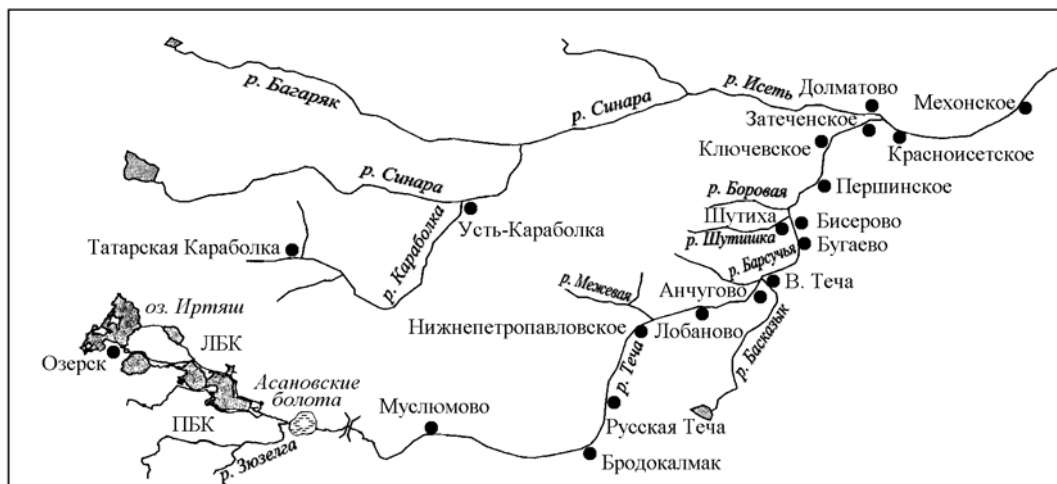 р. Багаряк
р. Синара
р. Исеть
Долматово
Мехонское
Затеченское
Ключевское
Красноисетское
р. Синара
Першинское
р. Боровая
Шутиха
Бисерово
р. Караболка
Усть-Караболка
р. Шутишка
Бугаево
Татарская Караболка
р. Барсучья
В. Теча
р. Межевая
Анчугово
оз. Иртяш
Нижнепетропавловское
Лобаново
р. Басказык
Озерск
ЛБК
р. Теча
Асановские
болота
Муслюмово
ПБК
Русская Теча
р. Зюзелга
Бродокалмак